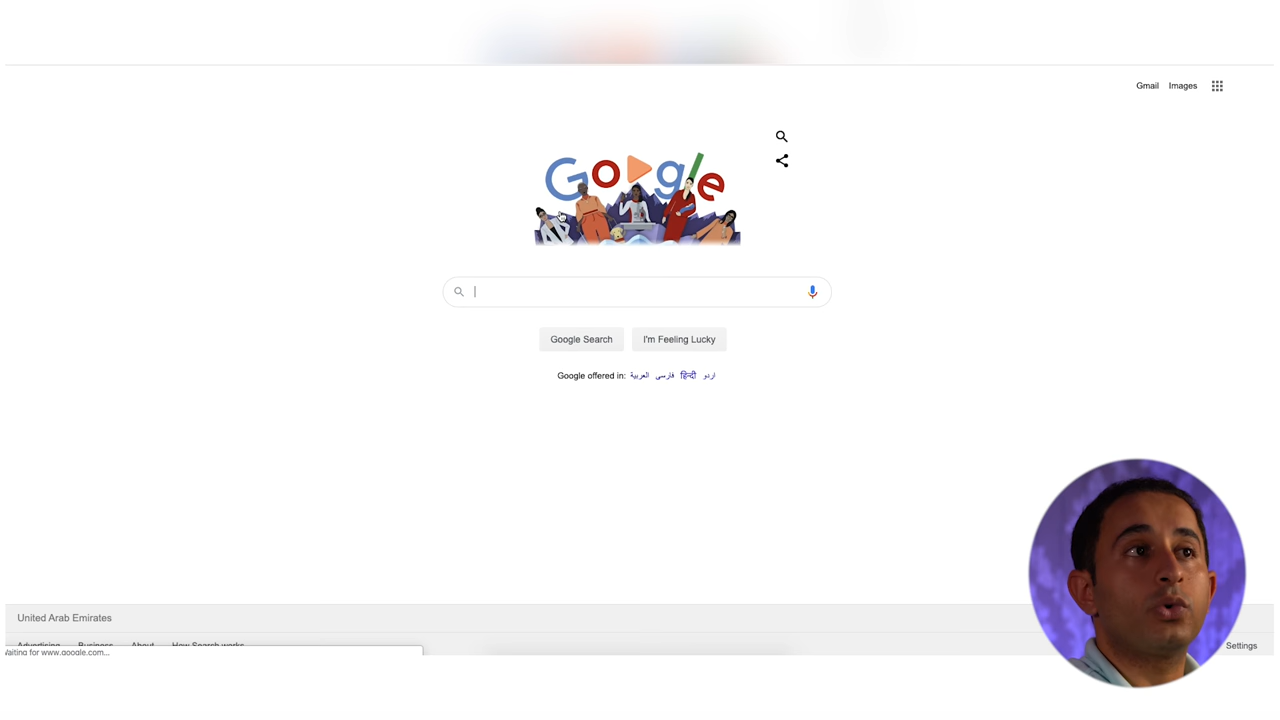 Gmail Images
Google
Google Search I'm Feeling Lucky
Google offered in: العربية فارسی हिन्दी اردو
United Arab Emirates
Advertising Business About How Search works Settings
Waiting for www.google.com...